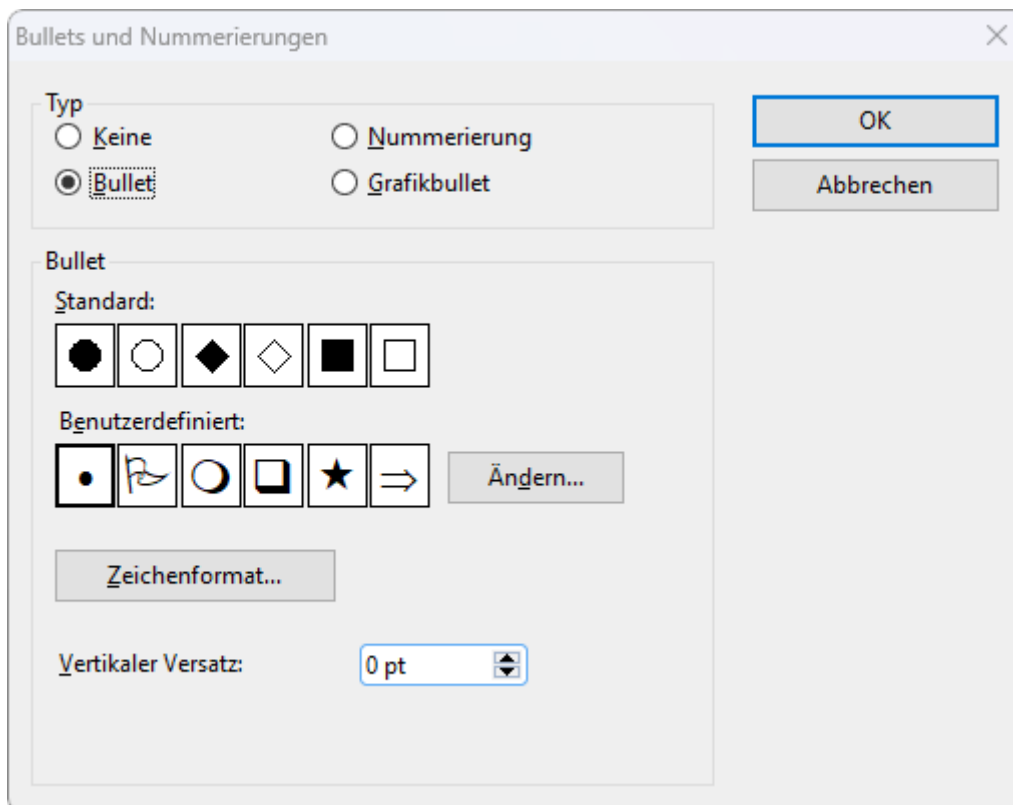 Bullets und Nummerierungen
Typ
Keine
Nummerierung
Bullet
Grafikbullet
OK
Abbrechen
Bullet
Standard:
Benutzerdefiniert:
Ändern...
Zeichenformat...
Vertikaler Versatz:
0 pt